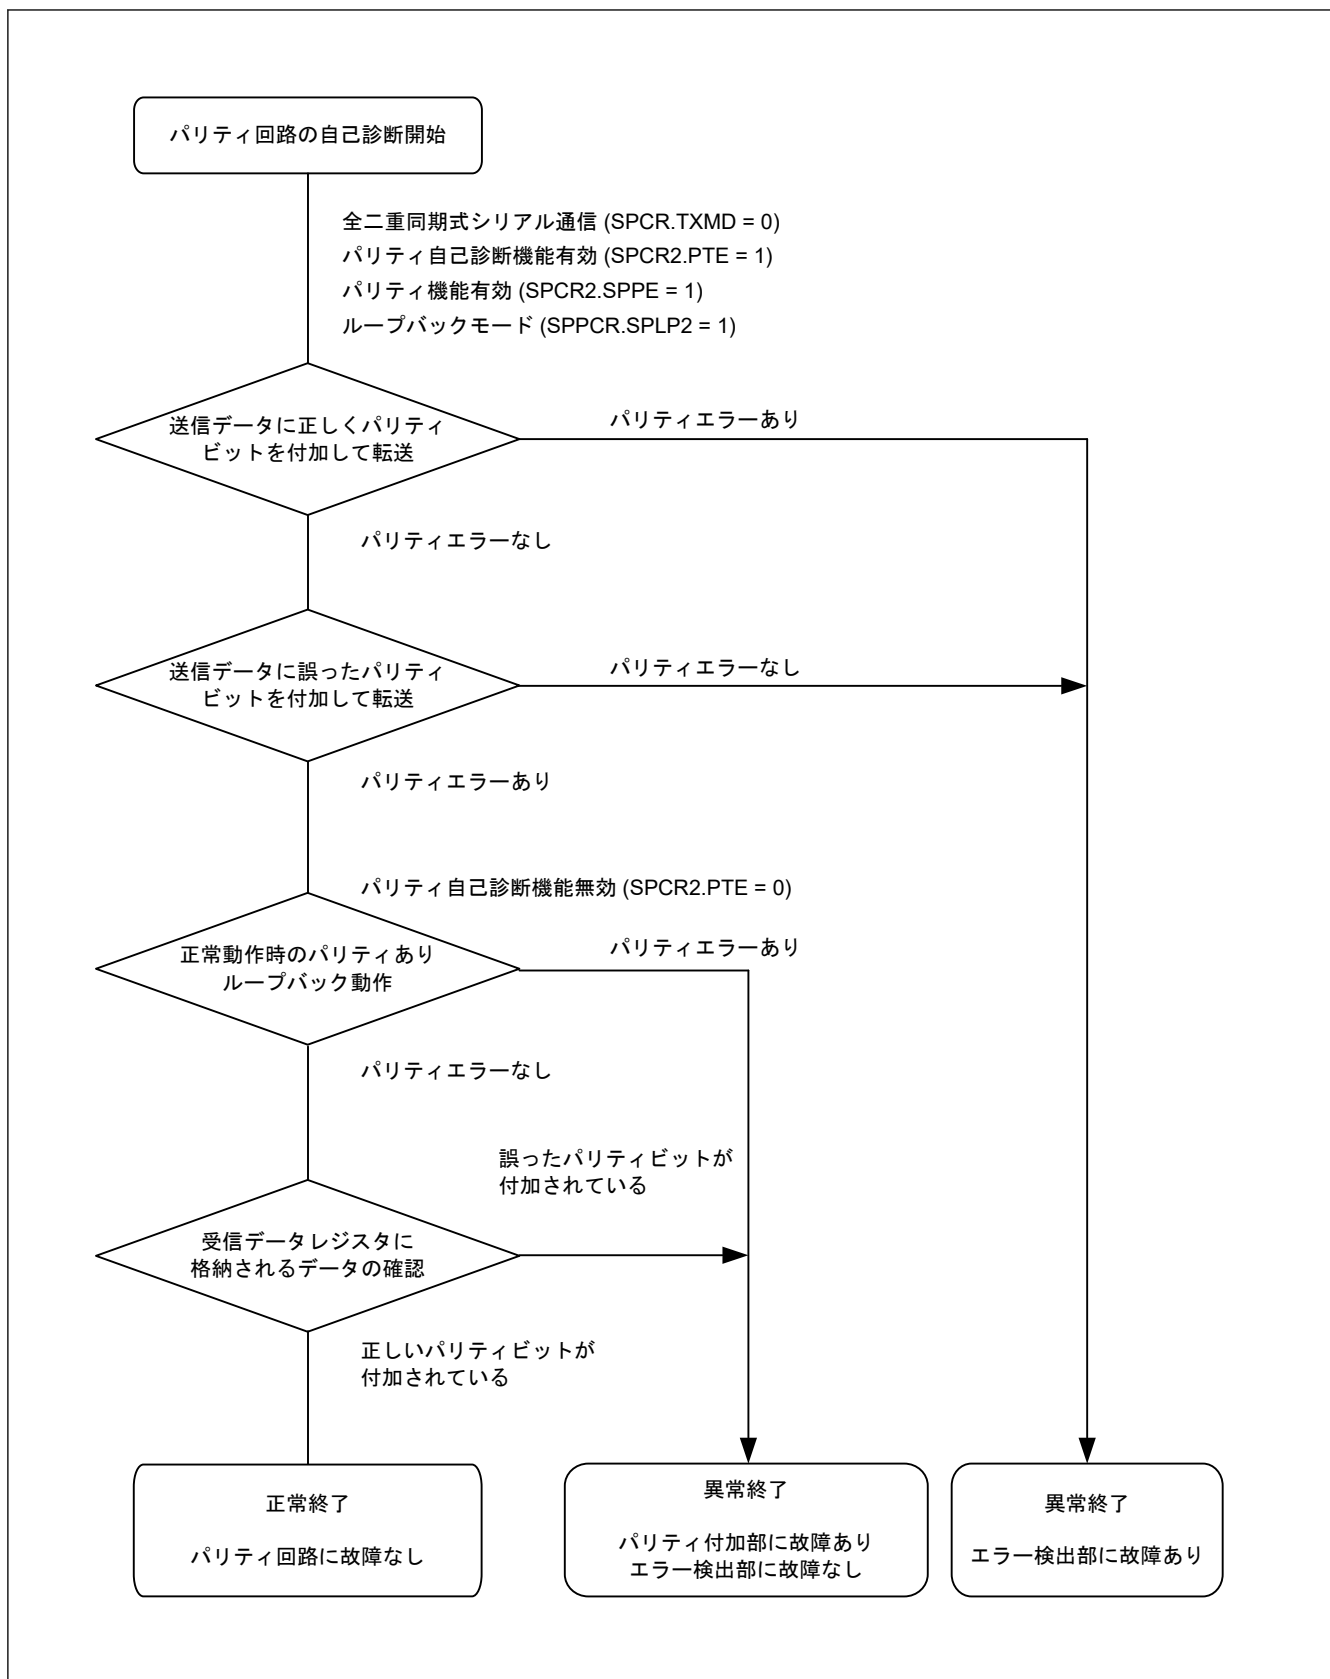 パリティ回路の自己診断開始
全二重同期式シリアル通信 (SPCR.TXMD = 0)
パリティ自己診断機能有効 (SPCR2.PTE = 1)
パリティ機能有効 (SPCR2.SPPE = 1)
ループバックモード (SPPCR.SPLP2 = 1)
送信データに正しくパリティ
ビットを付加して転送
パリティエラーあり
パリティエラーなし
送信データに誤ったパリティ
ビットを付加して転送
パリティエラーなし
パリティエラーあり
パリティ自己診断機能無効 (SPCR2.PTE = 0)
正常動作時のパリティあり
ループバック動作
パリティエラーあり
パリティエラーなし
誤ったパリティビットが
付加されている
受信データレジスタに
格納されるデータの確認
正しいパリティビットが
付加されている
正常終了
パリティ回路に故障なし
異常終了
パリティ付加部に故障あり
エラー検出部に故障なし
異常終了
エラー検出部に故障あり